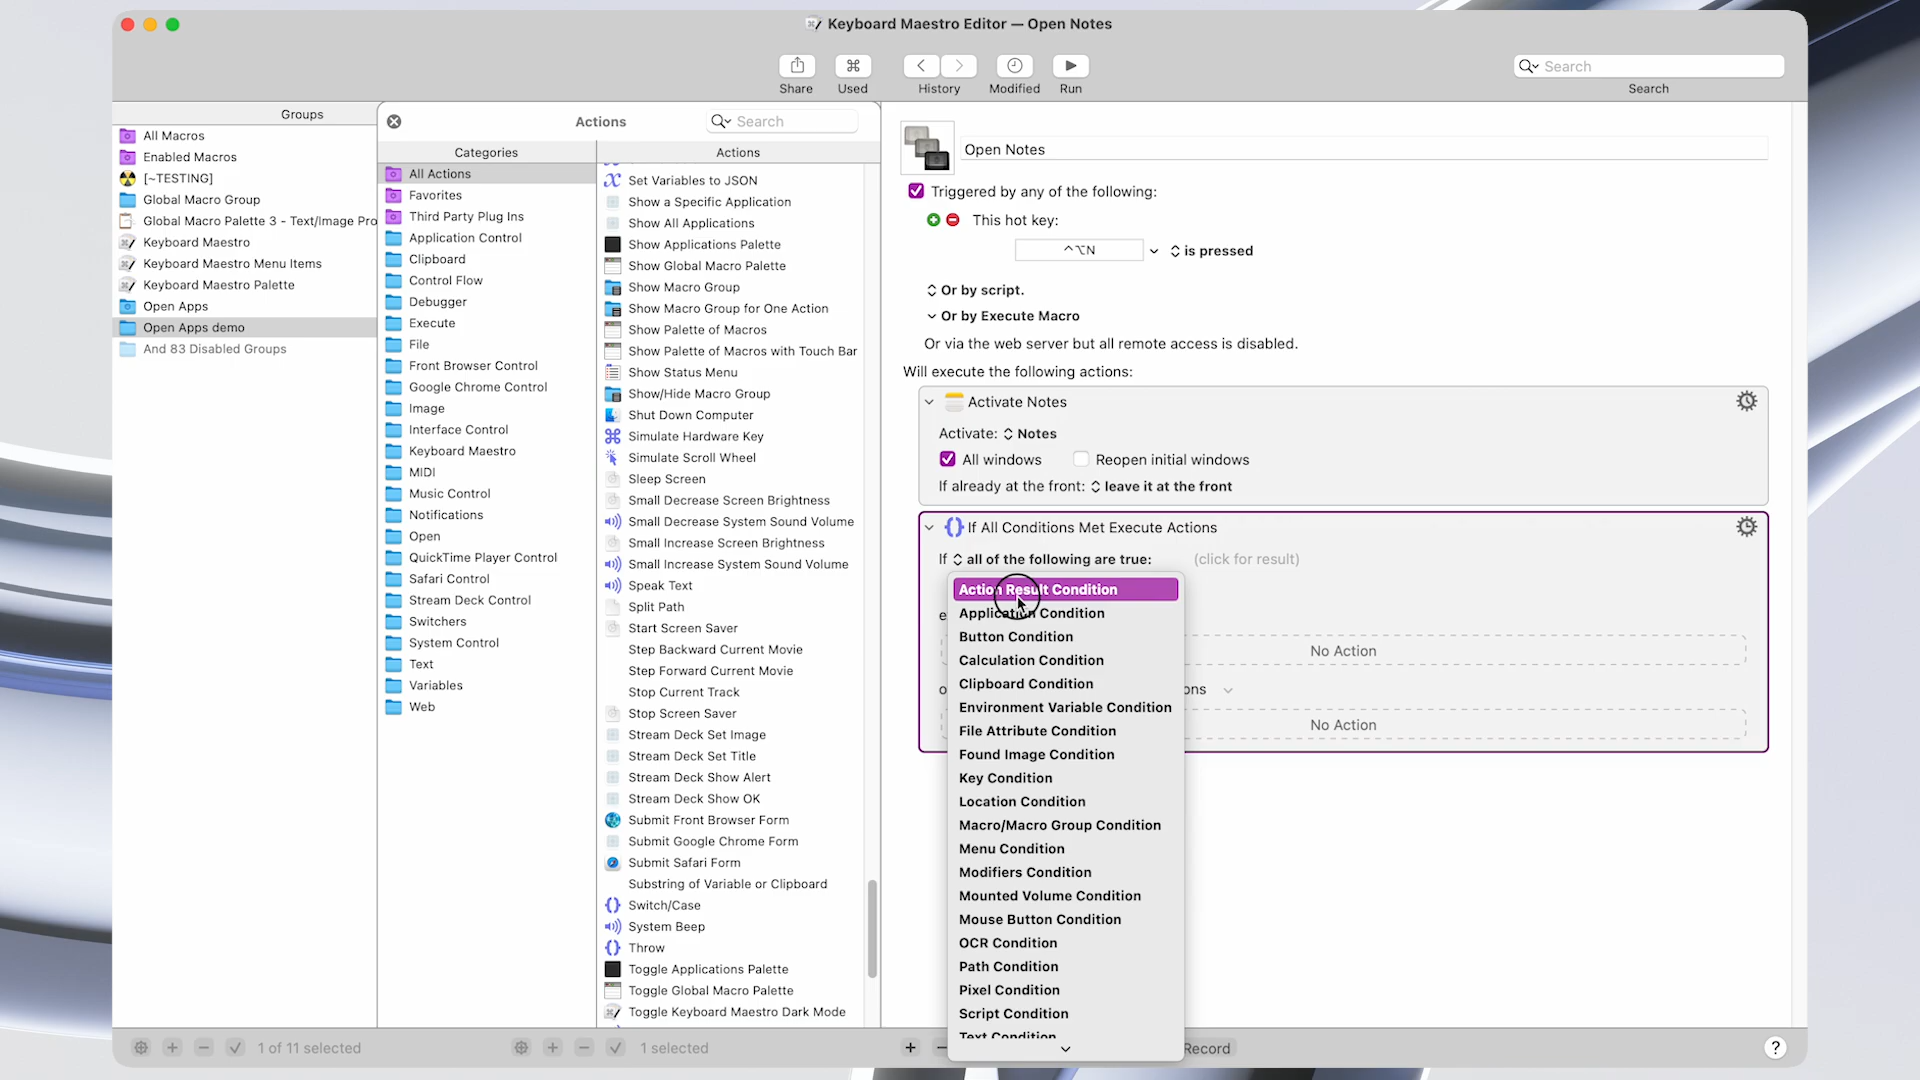 Keyboard Maestro Editor — Open Notes
Share
Used
History
Modified
Run
Search
Search
Groups
All Macros
Enabled Macros
[~TESTING]
Global Macro Group
Global Macro Palette 3 - Text/Image Pro
Keyboard Maestro
Keyboard Maestro Menu Items
Keyboard Maestro Palette
Open Apps
Open Apps demo
And 83 Disabled Groups
1 of 11 selected
Actions
Search
Categories
All Actions
Favorites
Third Party Plug Ins
Application Control
Clipboard
Control Flow
Debugger
Execute
File
Front Browser Control
Google Chrome Control
Image
Interface Control
Keyboard Maestro
MIDI
Music Control
Notifications
Open
QuickTime Player Control
Safari Control
Stream Deck Control
Switchers
System Control
Text
Variables
Web
Actions
Set Variables to JSON
Show a Specific Application
Show All Applications
Show Applications Palette
Show Global Macro Palette
Show Macro Group
Show Macro Group for One Action
Show Palette of Macros
Show Palette of Macros with Touch Bar
Show Status Menu
Show/Hide Macro Group
Shut Down Computer
Simulate Hardware Key
Simulate Scroll Wheel
Sleep Screen
Small Decrease Screen Brightness
Small Decrease System Sound Volume
Small Increase Screen Brightness
Small Increase System Sound Volume
Speak Text
Split Path
Start Screen Saver
Step Backward Current Movie
Step Forward Current Movie
Stop Current Track
Stop Screen Saver
Stream Deck Set Image
Stream Deck Set Title
Stream Deck Show Alert
Stream Deck Show OK
Submit Front Browser Form
Submit Google Chrome Form
Submit Safari Form
Substring of Variable or Clipboard
Switch/Case
System Beep
Throw
Toggle Applications Palette
Toggle Global Macro Palette
Toggle Keyboard Maestro Dark Mode
1 selected
Open Notes
Triggered by any of the following:
This hot key:
⌃⌥N
is pressed
Or by script.
Or by Execute Macro
Or via the web server but all remote access is disabled.
Will execute the following actions:
Activate Notes
Activate: Notes
All windows Reopen initial windows
If already at the front: leave it at the front
If All Conditions Met Execute Actions
If all of the following are true: (click for result)
No Action
No Action
Action Result Condition
Application Condition
Button Condition
Calculation Condition
Clipboard Condition
Environment Variable Condition
File Attribute Condition
Found Image Condition
Key Condition
Location Condition
Macro/Macro Group Condition
Menu Condition
Modifiers Condition
Mounted Volume Condition
Mouse Button Condition
OCR Condition
Path Condition
Pixel Condition
Script Condition
Text Condition
Record
?